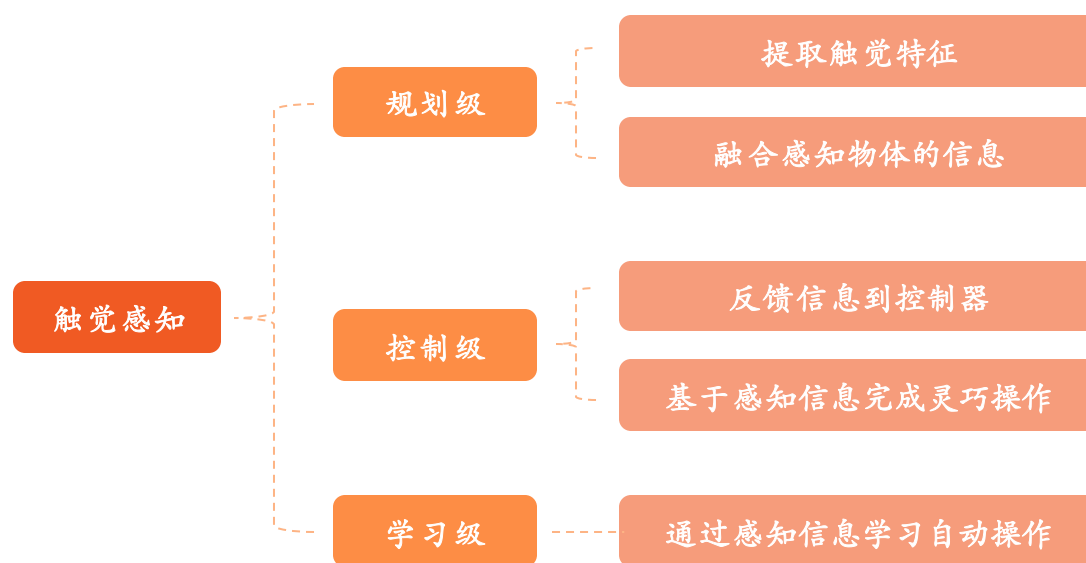 触觉感知
规划级
提取触觉特征
融合感知物体的信息
控制级
反馈信息到控制器
基于感知信息完成灵巧操作
学习级
通过感知信息学习自动操作